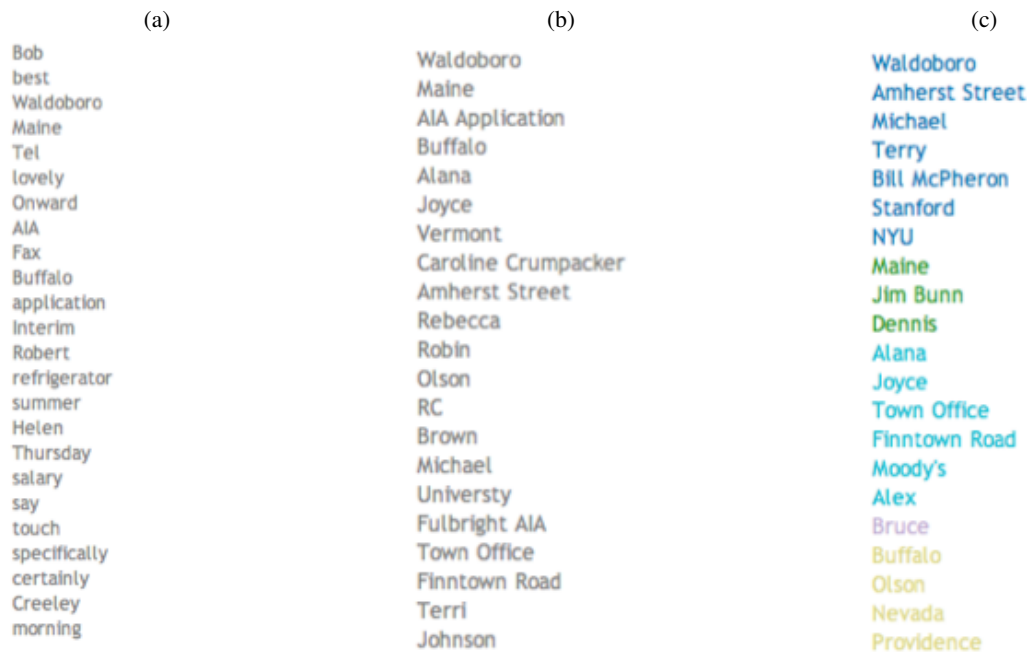 (a)
Bob
best
Waldoboro
Maine
Tel
lovely
Onward
AIA
Fax
Buffalo
application
Interim
Robert
refrigerator
summer
Helen
Thursday
salary
say
touch
specifically
certainly
Creeley
morning
(b)
Waldoboro
Maine
AIA Application
Buffalo
Alana
Joyce
Vermont
Caroline Crumpacker
Amherst Street
Rebecca
Robin
Olson
RC
Brown
Michael
Universty
Fulbright AIA
Town Office
Finntown Road
Terri
Johnson
(c)
Waldoboro
Amherst Street
Michael
Terry
Bill McPheron
Stanford
NYU
Maine
Jim Bunn
Dennis
Alana
Joyce
Town Office
Finntown Road
Moody's
Alex
Bruce
Buffalo
Olson
Nevada
Providence